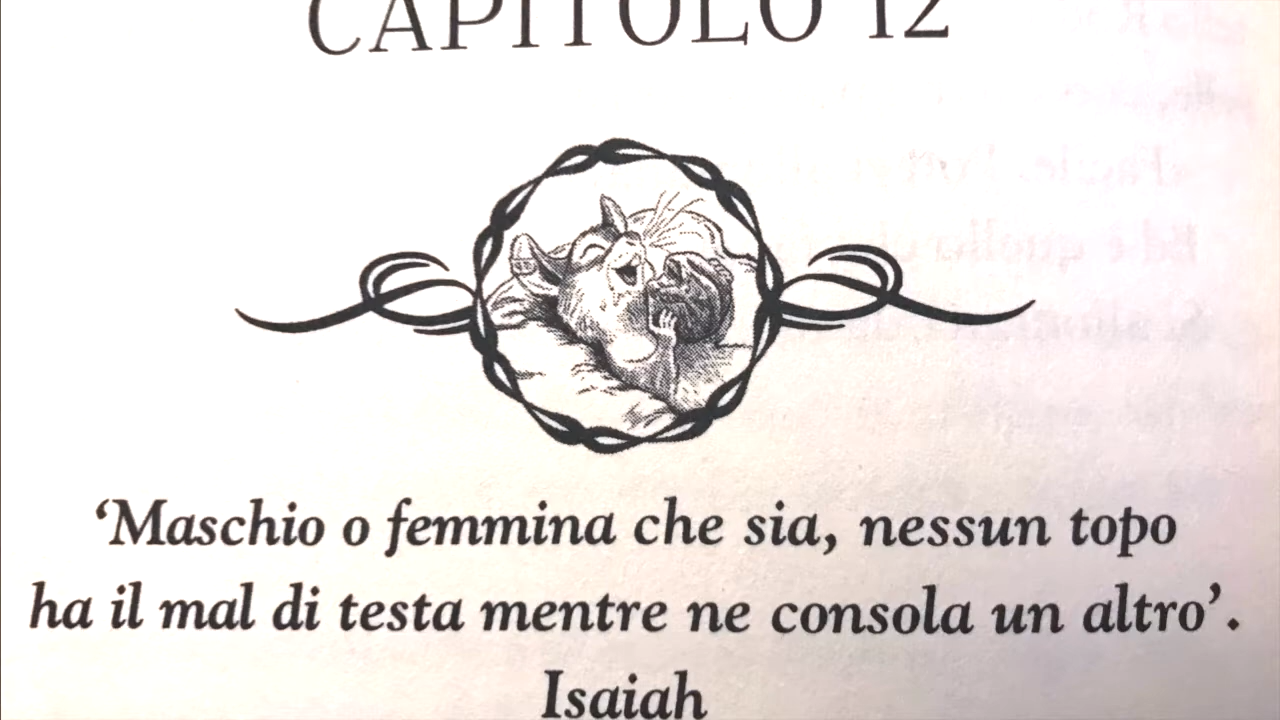 CAPITOLO 12
‘Maschio o femmina che sia, nessun topo
ha il mal di testa mentre ne consola un altro’.
Isaiah